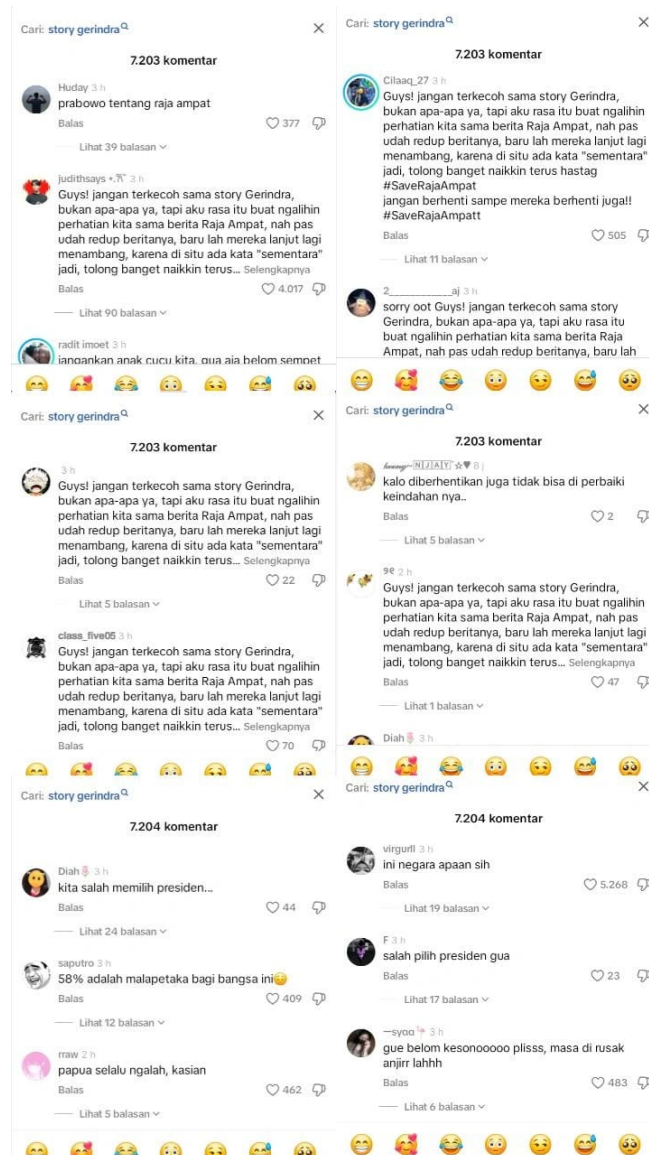 Cari: story gerindra
7.203 komentar
Huday 3 h
prabowo tentang raja ampat
Balas
377
Lihat 39 balasan
judithsays
3 h
Guys! jangan terkecoh sama story Gerindra,
bukan apa-apa ya, tapi aku rasa itu buat ngalihin
perhatian kita sama berita Raja Ampat, nah pas
udah redup beritanya, baru lah mereka lanjut lagi
menambang, karena di situ ada kata "sementara"
jadi, tolong banget naikkin terus... Selengkapnya
Balas
4.017
Lihat 90 balasan
radit imoet 3 h
jangankan anak cucu kita, gua aja belom sempet
Cari: story gerindra
7.203 komentar
Cilaaq_27 3 h
Guys! jangan terkecoh sama story Gerindra,
bukan apa-apa ya, tapi aku rasa itu buat ngalihin
perhatian kita sama berita Raja Ampat, nah pas
udah redup beritanya, baru lah mereka lanjut lagi
menambang, karena di situ ada kata "sementara"
jadi, tolong banget naikkin terus hastag
#SaveRajaAmpat
jangan berhenti sampe mereka berhenti juga!!
#SaveRajaAmpatt
Balas
505
Lihat 11 balasan
2____________aj 3 h
sorry oot Guys! jangan terkecoh sama story
Gerindra, bukan apa-apa ya, tapi aku rasa itu
buat ngalihin perhatian kita sama berita Raja
Ampat, nah pas udah redup beritanya, baru lah
Cari: story gerindra
7.203 komentar
3 h
Guys! jangan terkecoh sama story Gerindra,
bukan apa-apa ya, tapi aku rasa itu buat ngalihin
perhatian kita sama berita Raja Ampat, nah pas
udah redup beritanya, baru lah mereka lanjut lagi
menambang, karena di situ ada kata "sementara"
jadi, tolong banget naikkin terus... Selengkapnya
Balas
22
Lihat 5 balasan
class_five05 3 h
Guys! jangan terkecoh sama story Gerindra,
bukan apa-apa ya, tapi aku rasa itu buat ngalihin
perhatian kita sama berita Raja Ampat, nah pas
udah redup beritanya, baru lah mereka lanjut lagi
menambang, karena di situ ada kata "sementara"
jadi, tolong banget naikkin terus... Selengkapnya
Balas
70
Cari: story gerindra
7.203 komentar
NJAY 8 j
kalo diberhentikan juga tidak bisa di perbaiki
keindahan nya..
Balas
2
Lihat 5 balasan
2 h
Guys! jangan terkecoh sama story Gerindra,
bukan apa-apa ya, tapi aku rasa itu buat ngalihin
perhatian kita sama berita Raja Ampat, nah pas
udah redup beritanya, baru lah mereka lanjut lagi
menambang, karena di situ ada kata "sementara"
jadi, tolong banget naikkin terus... Selengkapnya
Balas
47
Lihat 1 balasan
Diah 3 h
Cari: story gerindra
7.204 komentar
Diah 3 h
kita salah memilih presiden...
Balas
44
Lihat 24 balasan
saputro 3 h
58% adalah malapetaka bagi bangsa ini😔
Balas
409
Lihat 12 balasan
rraw 2 h
papua selalu ngalah, kasian
Balas
462
Lihat 5 balasan
Cari: story gerindra
7.204 komentar
virgurll 3 h
ini negara apaan sih
Balas
5.268
Lihat 19 balasan
F 3 h
salah pilih presiden gua
Balas
23
Lihat 17 balasan
—syaa 3 h
gue belom kesonooooo plisss, masa di rusak
anjirr lahhh
Balas
483
Lihat 6 balasan